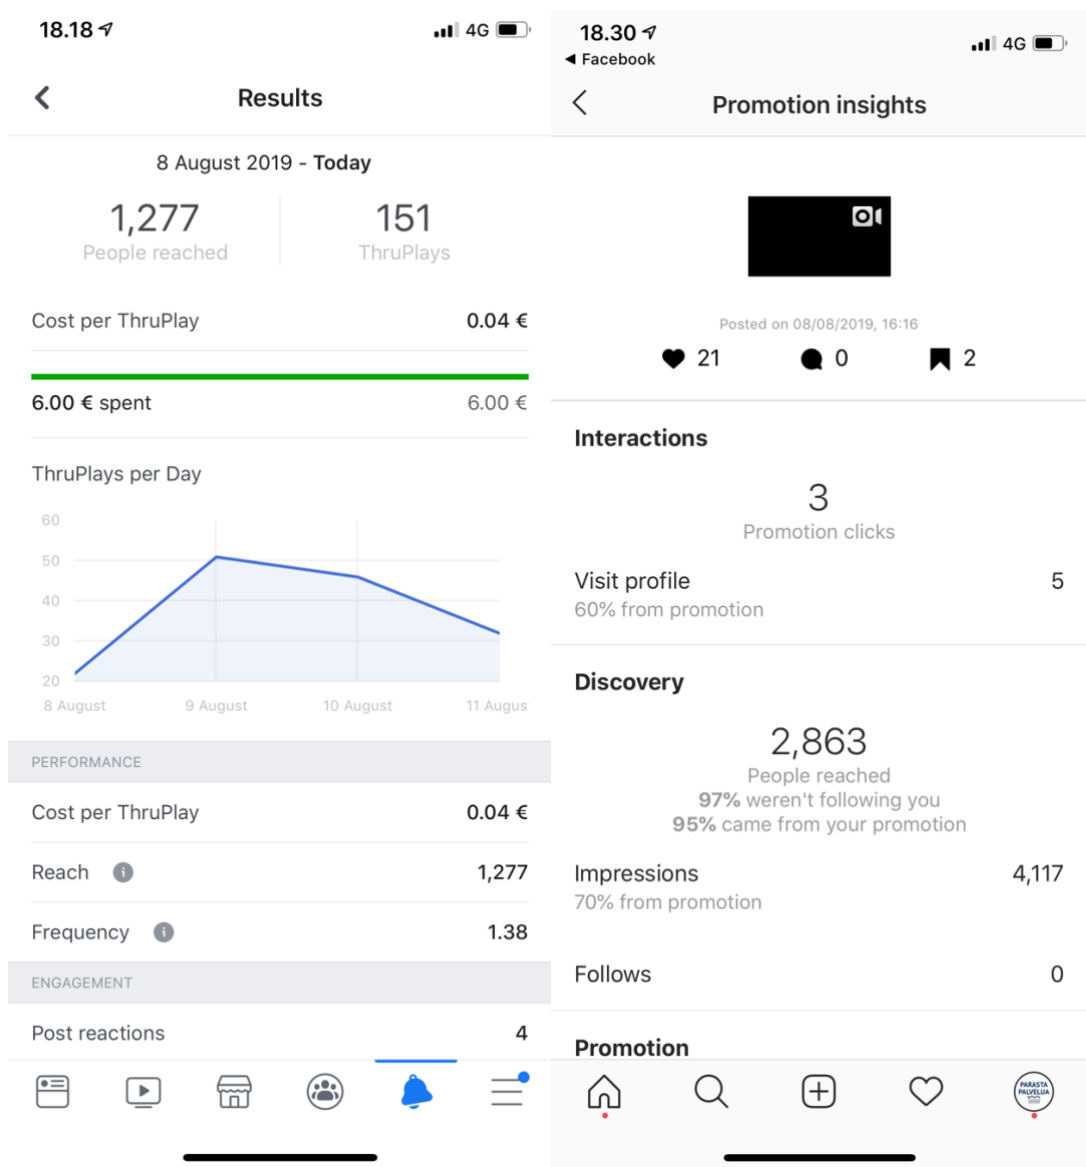 18.18
4G
Results
8 August 2019 - Today
1,277
People reached
151
ThruPlays
Cost per ThruPlay 0.04 €
6.00 € spent 6.00 €
ThruPlays per Day
60
50
40
30
20
8 August 9 August 10 August 11 Augus
PERFORMANCE
Cost per ThruPlay 0.04 €
Reach i 1,277
Frequency i 1.38
ENGAGEMENT
Post reactions 4
18.30
4G
Facebook
Promotion insights
Posted on 08/08/2019, 16:16
21 0 2
Interactions
3
Promotion clicks
Visit profile 5
60% from promotion
Discovery
2,863
People reached
97% weren't following you
95% came from your promotion
Impressions 4,117
70% from promotion
Follows 0
Promotion
PARASTA
PALVELUA